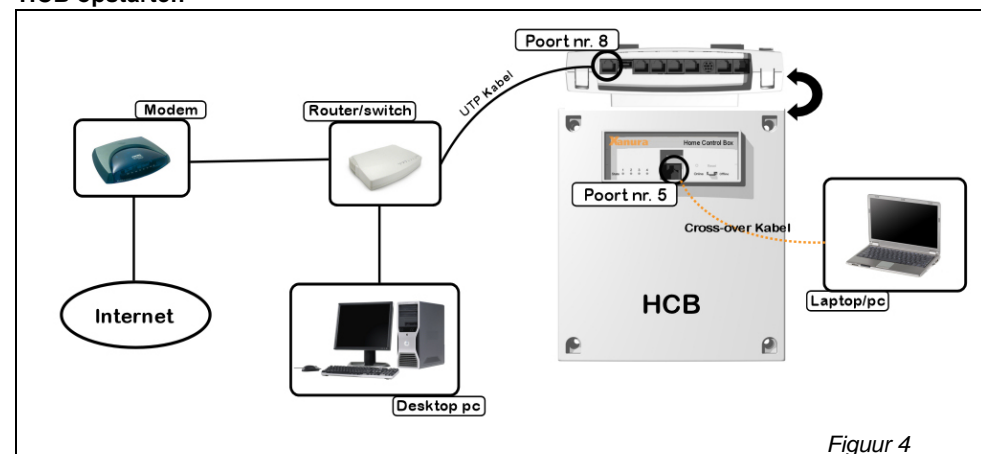 HCB opstarten
Poort nr. 8
UTP Kabel
Modem
Router/switch
Xanura
Home Control Box
Poort nr. 5
Cross-over Kabel
Internet
HCB
Laptop/pc
Desktop pc
Figuur 4